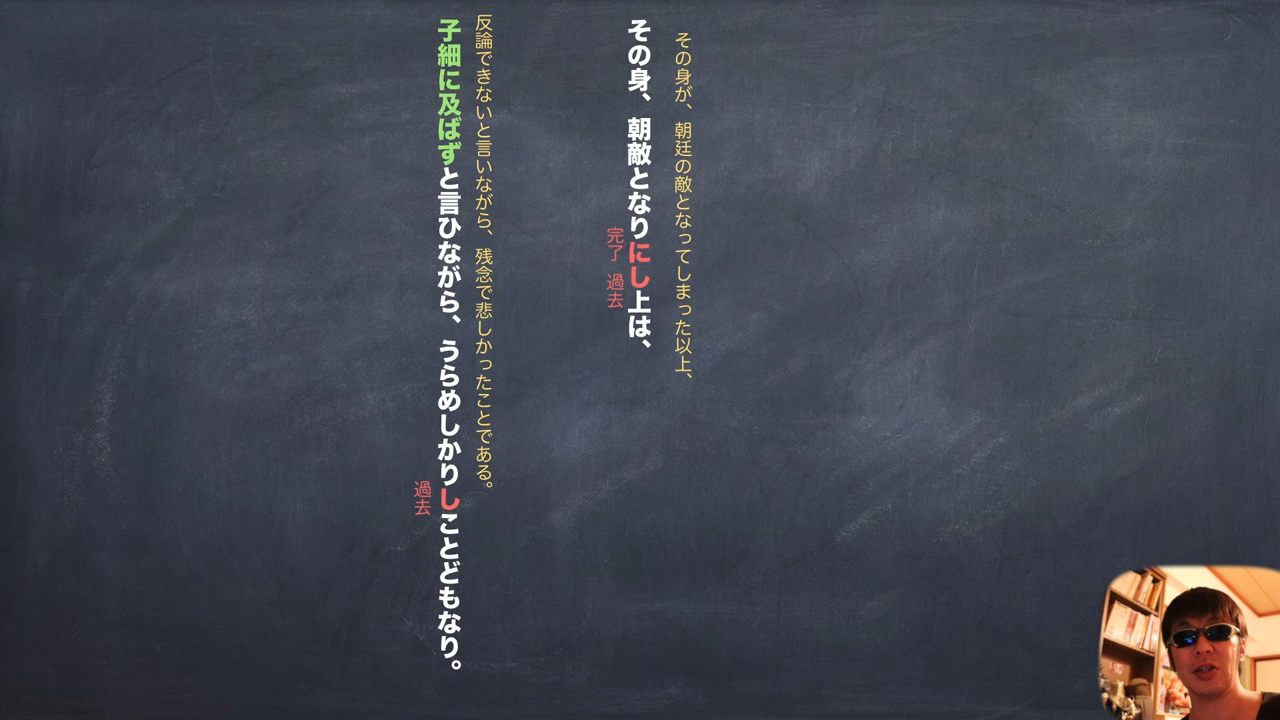 その身が、朝廷の敵となってしまった以上、
その身、朝敵となりにし上は、
完了 過去
反論できないと言いながら、残念で悲しかったことである。
子細に及ばずと言ひながら、うらめしかりしことどもなり。
過去